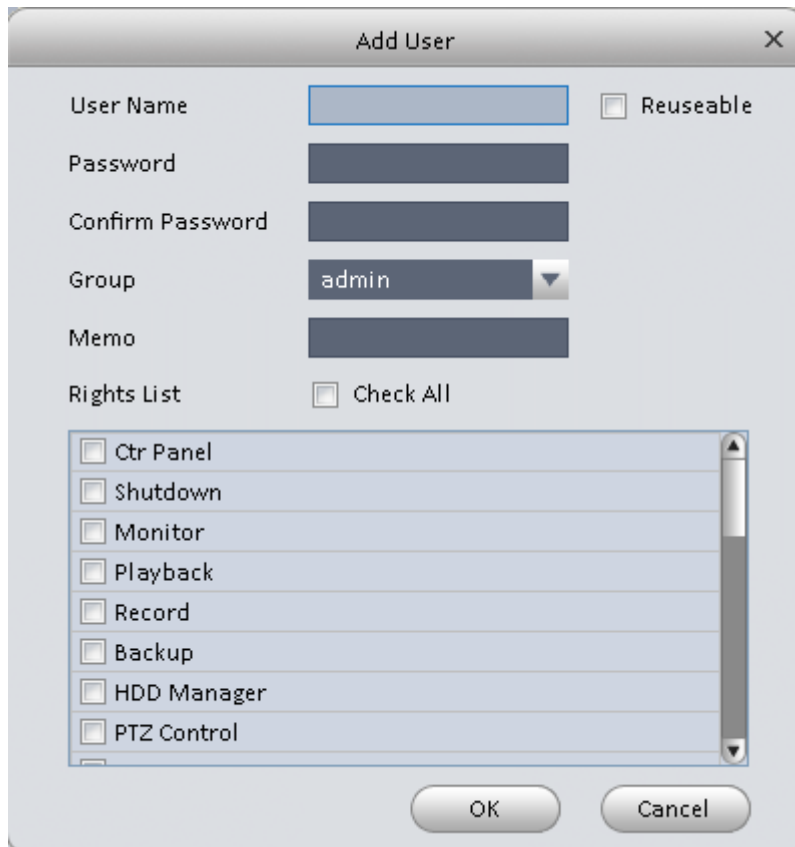 Add User
User Name Reuseable
Password
Confirm Password
Group admin
Memo
Rights List Check All
Ctr Panel
Shutdown
Monitor
Playback
Record
Backup
HDD Manager
PTZ Control
OK Cancel